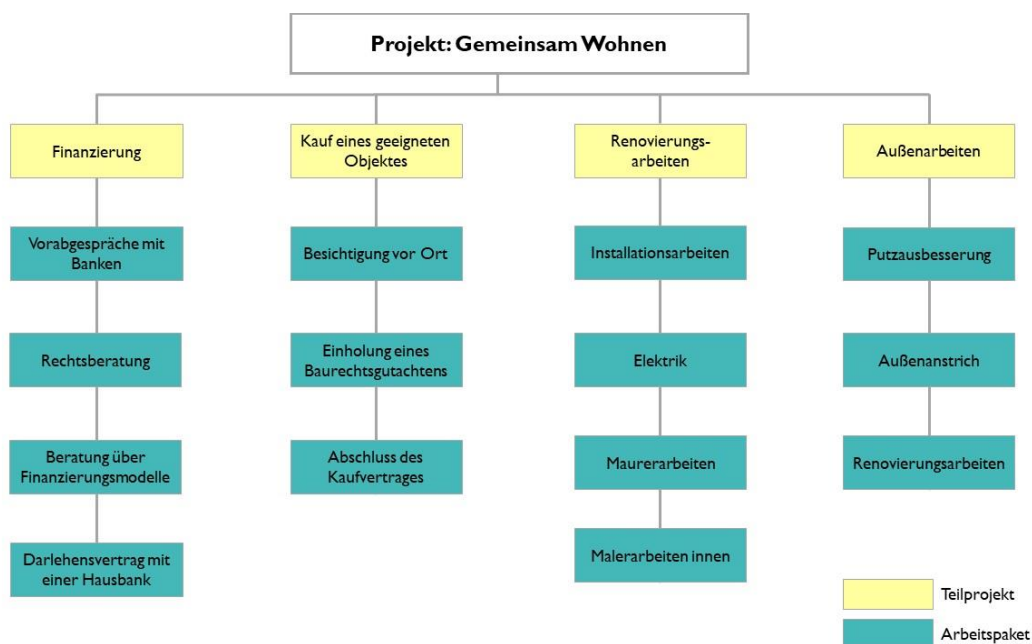 Projekt: Gemeinsam Wohnen
Finanzierung
Vorabgespräche mit
Banken
Rechtsberatung
Beratung über
Finanzierungsmodelle
Darlehensvertrag mit
einer Hausbank
Kauf eines geeigneten
Objektes
Besichtigung vor Ort
Einholung eines
Baurechtsgutachtens
Abschluss des
Kaufvertrages
Renovierungs-
arbeiten
Installationsarbeiten
Elektrik
Maurerarbeiten
Malerarbeiten innen
Außenarbeiten
Putzausbesserung
Außenanstrich
Renovierungsarbeiten
Teilprojekt
Arbeitspaket